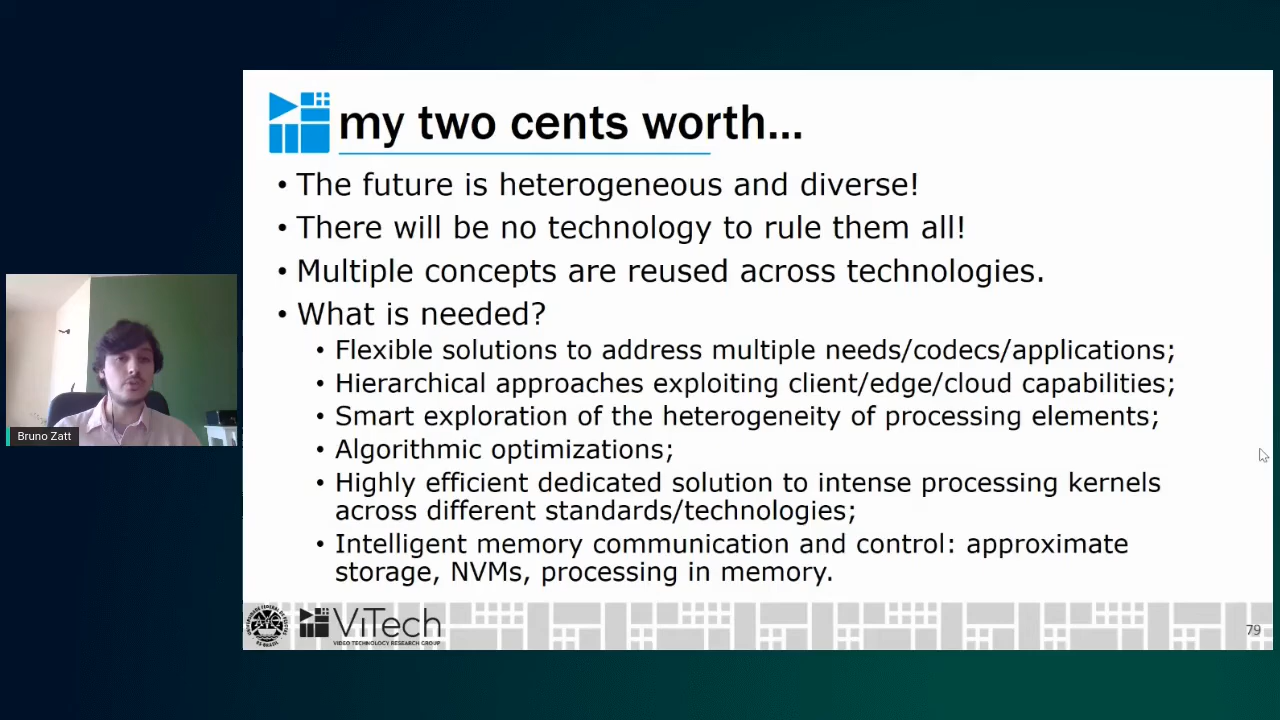 my two cents worth...
• The future is heterogeneous and diverse!
• There will be no technology to rule them all!
• Multiple concepts are reused across technologies.
• What is needed?
• Flexible solutions to address multiple needs/codecs/applications;
• Hierarchical approaches exploiting client/edge/cloud capabilities;
• Smart exploration of the heterogeneity of processing elements;
• Algorithmic optimizations;
• Highly efficient dedicated solution to intense processing kernels
across different standards/technologies;
• Intelligent memory communication and control: approximate
storage, NVMs, processing in memory.
Bruno Zatt
ViTech
VIDEO TECHNOLOGY RESEARCH GROUP
79